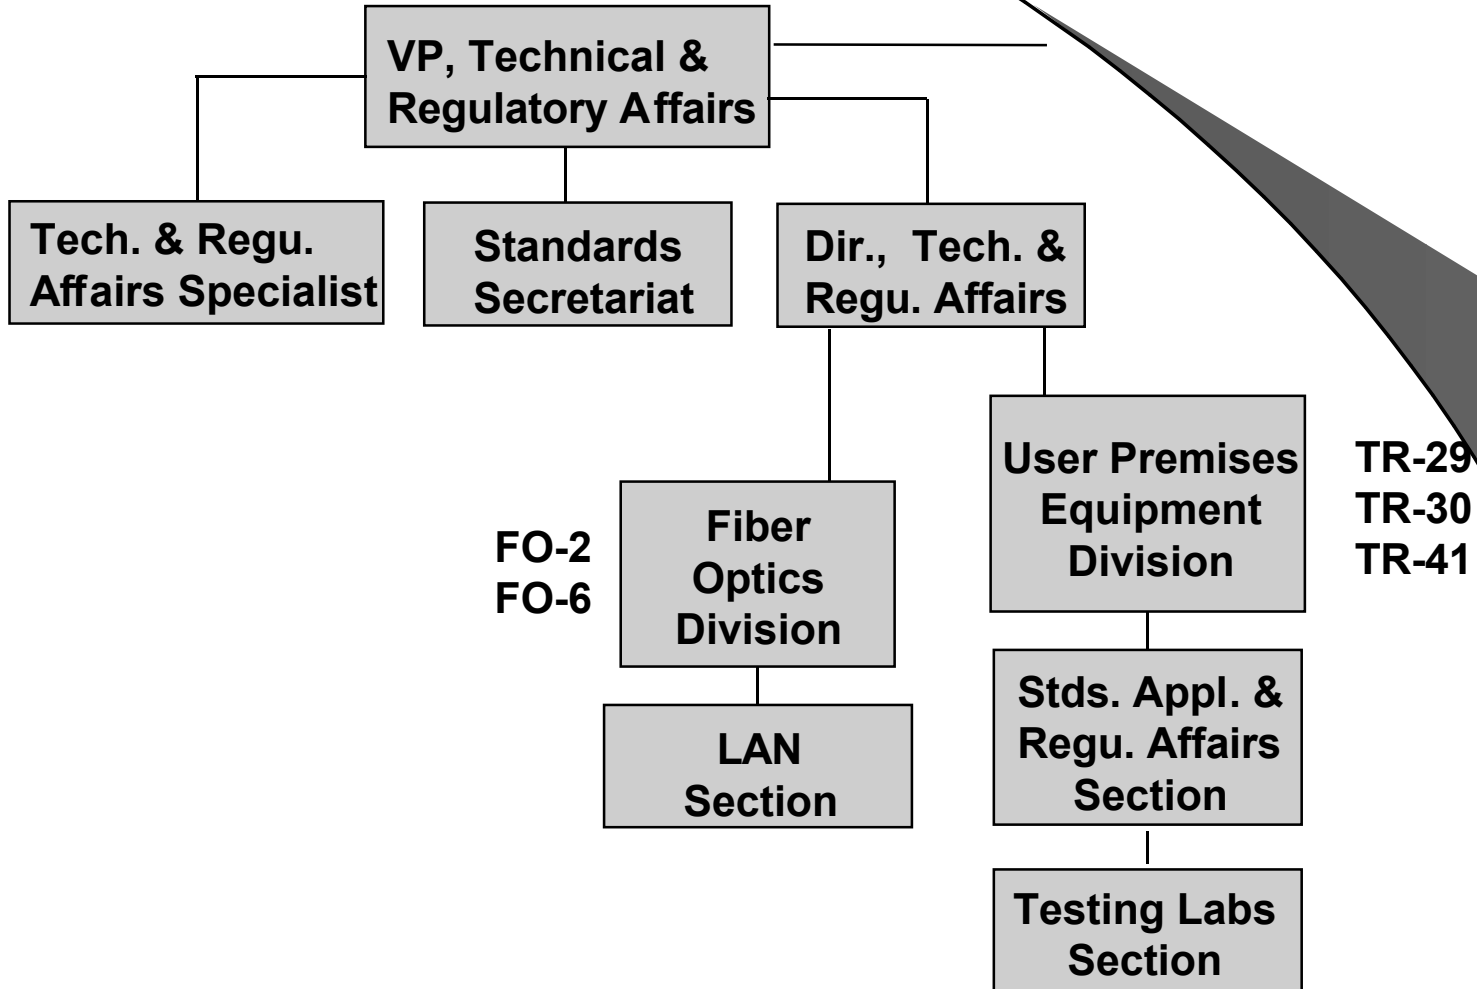 VP, Technical &
Regulatory Affairs
Tech. & Regu.
Affairs Specialist
Standards
Secretariat
Dir., Tech. &
Regu. Affairs
FO-2
FO-6
Fiber
Optics
Division
LAN
Section
User Premises
Equipment
Division
TR-29
TR-30
TR-41
Stds. Appl. &
Regu. Affairs
Section
Testing Labs
Section